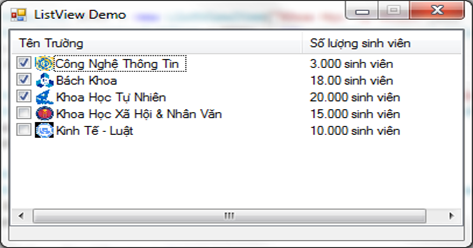 ListView Demo
Tên Trường Số lượng sinh viên
Công Nghệ Thông Tin 3.000 sinh viên
Bách Khoa 18.00 sinh viên
Khoa Học Tự Nhiên 20.000 sinh viên
Khoa Học Xã Hội & Nhân Văn 15.000 sinh viên
Kinh Tế - Luật 10.000 sinh viên